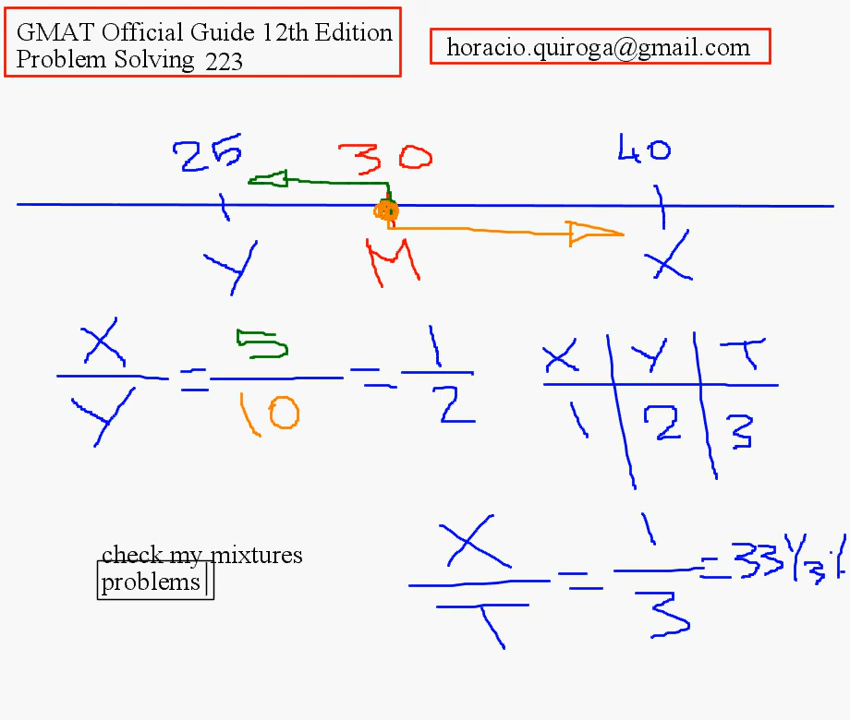 GMAT Official Guide 12th Edition
Problem Solving 223
horacio.quiroga@gmail.com
25 30 40
Y M X
X/Y = 5/10 = 1/2
X Y T
1 2 3
check my mixtures
problems
X/T = 1/3 = 33 1/3 %